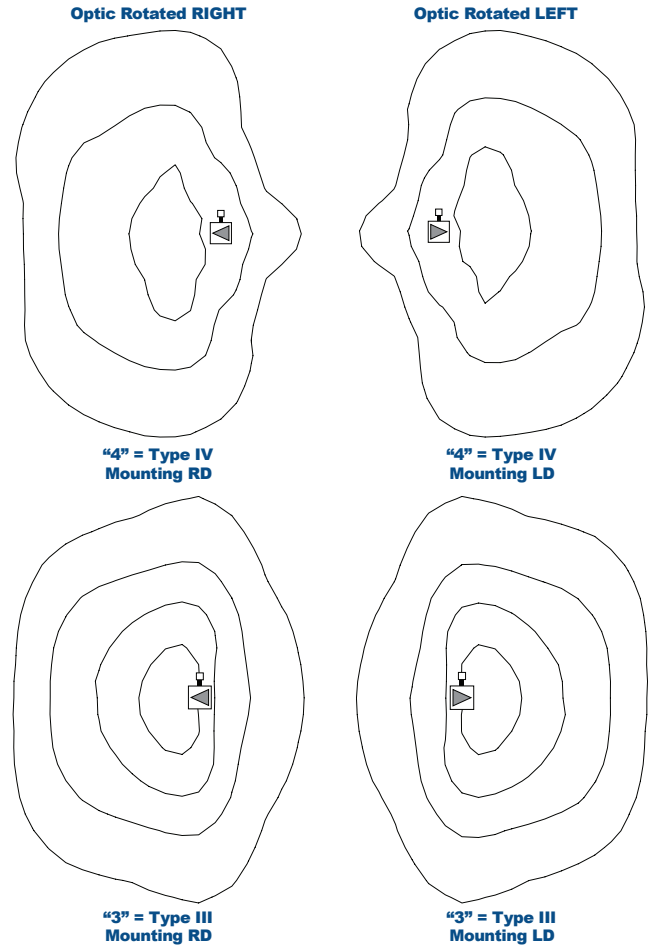 Optic Rotated RIGHT
Optic Rotated LEFT
“4” = Type IV
Mounting RD
“4” = Type IV
Mounting LD
“3” = Type III
Mounting RD
“3” = Type III
Mounting LD